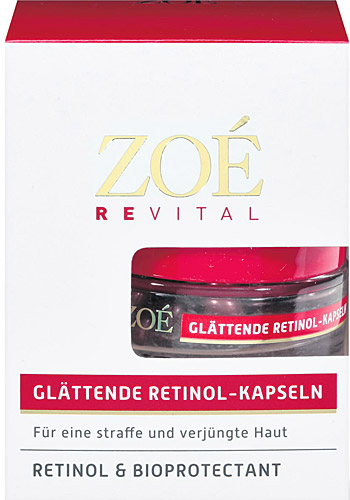 ZOÉ
REVITAL
ZOÉ
GLÄTTENDE RETINOL-KAPSELN
GLÄTTENDE RETINOL-KAPSELN
Für eine straffe und verjüngte Haut
RETINOL & BIOPROTECTANT